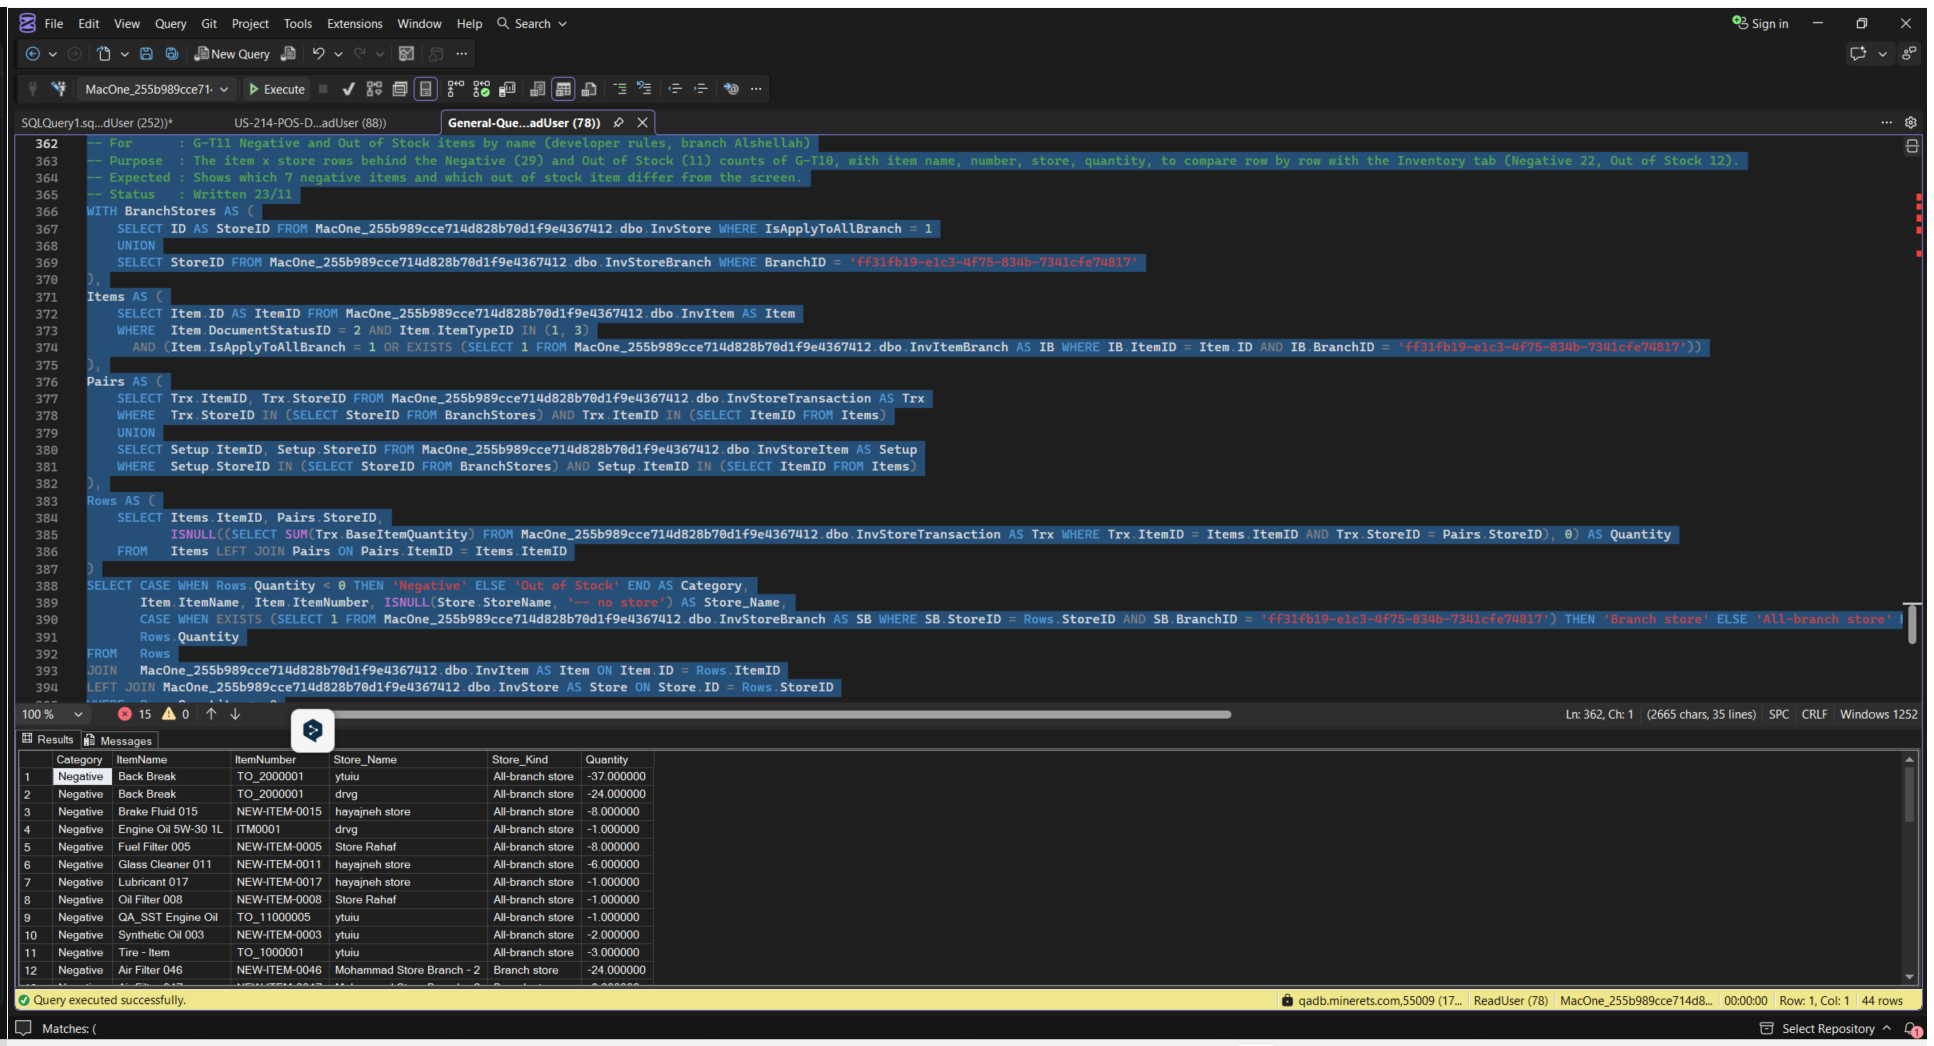 File Edit View Query Git Project Tools Extensions Window Help Search Sign in
New Query
MacOne_255b989cce71 Execute
SQLQuery1.sq...dUser (252))* US-214-POS-D...adUser (88)) General-Que...adUser (78))
362 -- For : G-T11 Negative and Out of Stock items by name (developer rules, branch Alshellah)
363 -- Purpose : The item x store rows behind the Negative (29) and Out of Stock (11) counts of G-T10, with item name, number, store, quantity, to compare row by row with the Inventory tab (Negative 22, Out of Stock 12).
364 -- Expected : Shows which 7 negative items and which out of stock item differ from the screen.
365 -- Status : Written 23/11
366 WITH BranchStores AS (
367 SELECT ID AS StoreID FROM MacOne_255b989cce714d828b70d1f9e4367412.dbo.InvStore WHERE IsApplyToAllBranch = 1
368 UNION
369 SELECT StoreID FROM MacOne_255b989cce714d828b70d1f9e4367412.dbo.InvStoreBranch WHERE BranchID = 'ff31fb19-e1c3-4f75-834b-7341cfe74817'
370 ),
371 Items AS (
372 SELECT Item.ID AS ItemID FROM MacOne_255b989cce714d828b70d1f9e4367412.dbo.InvItem AS Item
373 WHERE Item.DocumentStatusID = 2 AND Item.ItemTypeID IN (1, 3)
374 AND (Item.IsApplyToAllBranch = 1 OR EXISTS (SELECT 1 FROM MacOne_255b989cce714d828b70d1f9e4367412.dbo.InvItemBranch AS IB WHERE IB.ItemID = Item.ID AND IB.BranchID = 'ff31fb19-e1c3-4f75-834b-7341cfe74817'))
375 ),
376 Pairs AS (
377 SELECT Trx.ItemID, Trx.StoreID FROM MacOne_255b989cce714d828b70d1f9e4367412.dbo.InvStoreTransaction AS Trx
378 WHERE Trx.StoreID IN (SELECT StoreID FROM BranchStores) AND Trx.ItemID IN (SELECT ItemID FROM Items)
379 UNION
380 SELECT Setup.ItemID, Setup.StoreID FROM MacOne_255b989cce714d828b70d1f9e4367412.dbo.InvStoreItem AS Setup
381 WHERE Setup.StoreID IN (SELECT StoreID FROM BranchStores) AND Setup.ItemID IN (SELECT ItemID FROM Items)
382 ),
383 Rows AS (
384 SELECT Items.ItemID, Pairs.StoreID,
385 ISNULL((SELECT SUM(Trx.BaseItemQuantity) FROM MacOne_255b989cce714d828b70d1f9e4367412.dbo.InvStoreTransaction AS Trx WHERE Trx.ItemID = Items.ItemID AND Trx.StoreID = Pairs.StoreID), 0) AS Quantity
386 FROM Items LEFT JOIN Pairs ON Pairs.ItemID = Items.ItemID
387 )
388 SELECT CASE WHEN Rows.Quantity < 0 THEN 'Negative' ELSE 'Out of Stock' END AS Category,
389 Item.ItemName, Item.ItemNumber, ISNULL(Store.StoreName, '-- no store') AS Store_Name,
390 CASE WHEN EXISTS (SELECT 1 FROM MacOne_255b989cce714d828b70d1f9e4367412.dbo.InvStoreBranch AS SB WHERE SB.StoreID = Rows.StoreID AND SB.BranchID = 'ff31fb19-e1c3-4f75-834b-7341cfe74817') THEN 'Branch store' ELSE 'All-branch store'
391 Rows.Quantity
392 FROM Rows
393 JOIN MacOne_255b989cce714d828b70d1f9e4367412.dbo.InvItem AS Item ON Item.ID = Rows.ItemID
394 LEFT JOIN MacOne_255b989cce714d828b70d1f9e4367412.dbo.InvStore AS Store ON Store.ID = Rows.StoreID
100 % 15 0 Ln: 362, Ch: 1 (2665 chars, 35 lines) SPC CRLF Windows 1252
Results Messages
Category ItemName ItemNumber Store_Name Store_Kind Quantity
1 Negative Back Break TO_2000001 ytuiu All-branch store -37.000000
2 Negative Back Break TO_2000001 drvg All-branch store -24.000000
3 Negative Brake Fluid 015 NEW-ITEM-0015 hayajneh store All-branch store -8.000000
4 Negative Engine Oil 5W-30 1L ITM0001 drvg All-branch store -1.000000
5 Negative Fuel Filter 005 NEW-ITEM-0005 Store Rahaf All-branch store -8.000000
6 Negative Glass Cleaner 011 NEW-ITEM-0011 hayajneh store All-branch store -6.000000
7 Negative Lubricant 017 NEW-ITEM-0017 hayajneh store All-branch store -1.000000
8 Negative Oil Filter 008 NEW-ITEM-0008 Store Rahaf All-branch store -1.000000
9 Negative QA_SST Engine Oil TO_11000005 ytuiu All-branch store -1.000000
10 Negative Synthetic Oil 003 NEW-ITEM-0003 ytuiu All-branch store -2.000000
11 Negative Tire - Item TO_1000001 ytuiu All-branch store -3.000000
12 Negative Air Filter 046 NEW-ITEM-0046 Mohammad Store Branch - 2 Branch store -24.000000
Query executed successfully. qadb.minerets.com,55009 (17... ReadUser (78) MacOne_255b989cce714d8... 00:00:00 Row: 1, Col: 1 44 rows
Matches: ( Select Repository 1